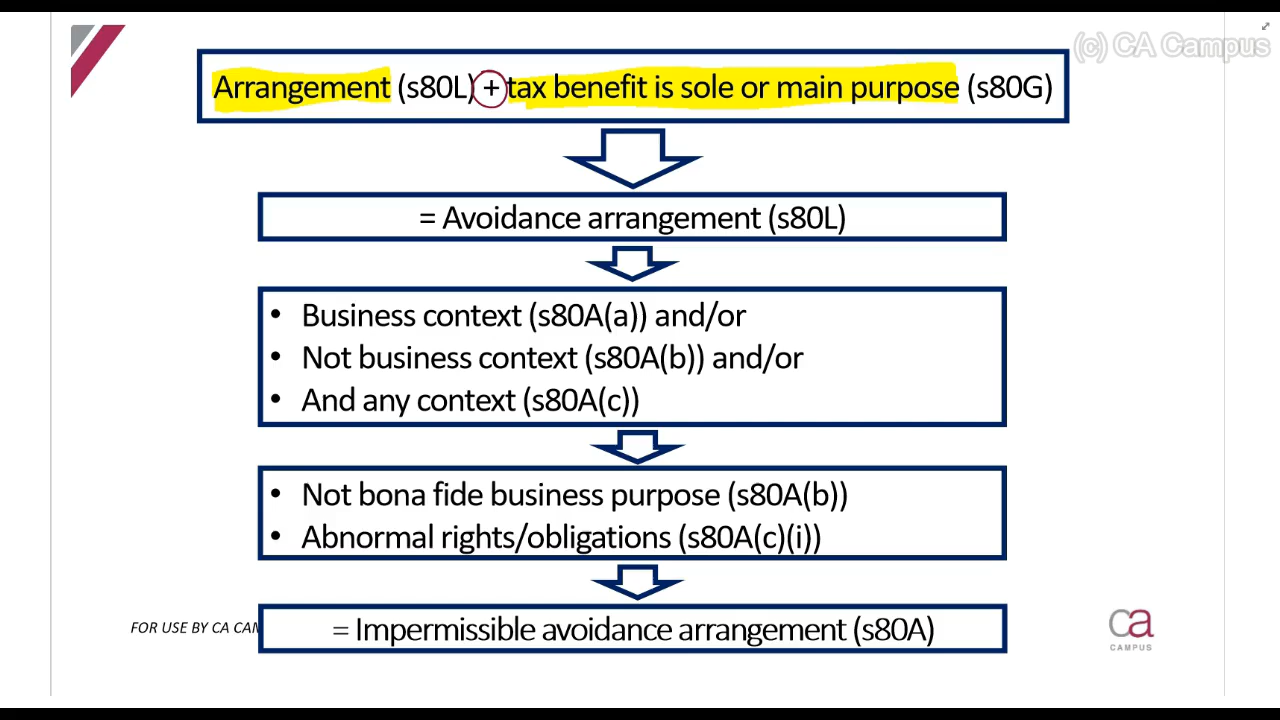 (c) CA Campus
Arrangement (s80L) + tax benefit is sole or main purpose (s80G)
= Avoidance arrangement (s80L)
• Business context (s80A(a)) and/or
• Not business context (s80A(b)) and/or
• And any context (s80A(c))
• Not bona fide business purpose (s80A(b))
• Abnormal rights/obligations (s80A(c)(i))
FOR USE BY CA CAM
= Impermissible avoidance arrangement (s80A)
ca
CAMPUS